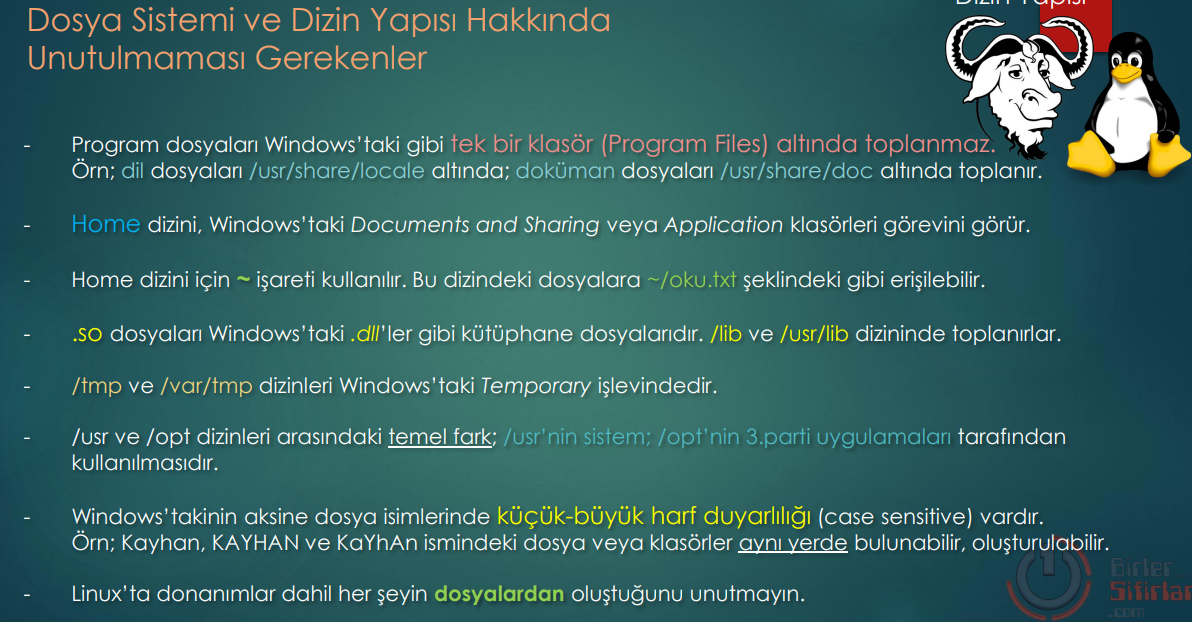 Dizin Yapısı
Dosya Sistemi ve Dizin Yapısı Hakkında
Unutulmaması Gerekenler
- Program dosyaları Windows'taki gibi tek bir klasör (Program Files) altında toplanmaz.
Örn; dil dosyaları /usr/share/locale altında; doküman dosyaları /usr/share/doc altında toplanır.
- Home dizini, Windows'taki Documents and Sharing veya Application klasörleri görevini görür.
- Home dizini için ~ işareti kullanılır. Bu dizindeki dosyalara ~/oku.txt şeklindeki gibi erişilebilir.
- .so dosyaları Windows'taki .dll'ler gibi kütüphane dosyalarıdır. /lib ve /usr/lib dizininde toplanırlar.
- /tmp ve /var/tmp dizinleri Windows'taki Temporary işlevindedir.
- /usr ve /opt dizinleri arasındaki temel fark; /usr'nin sistem; /opt'nin 3.parti uygulamaları tarafından
kullanılmasıdır.
- Windows'takinin aksine dosya isimlerinde küçük-büyük harf duyarlılığı (case sensitive) vardır.
Örn; Kayhan, KAYHAN ve KaYhAn ismindeki dosya veya klasörler aynı yerde bulunabilir, oluşturulabilir.
- Linux'ta donanımlar dahil her şeyin dosyalardan oluştuğunu unutmayın.
Birler
Sıfırlar
.com